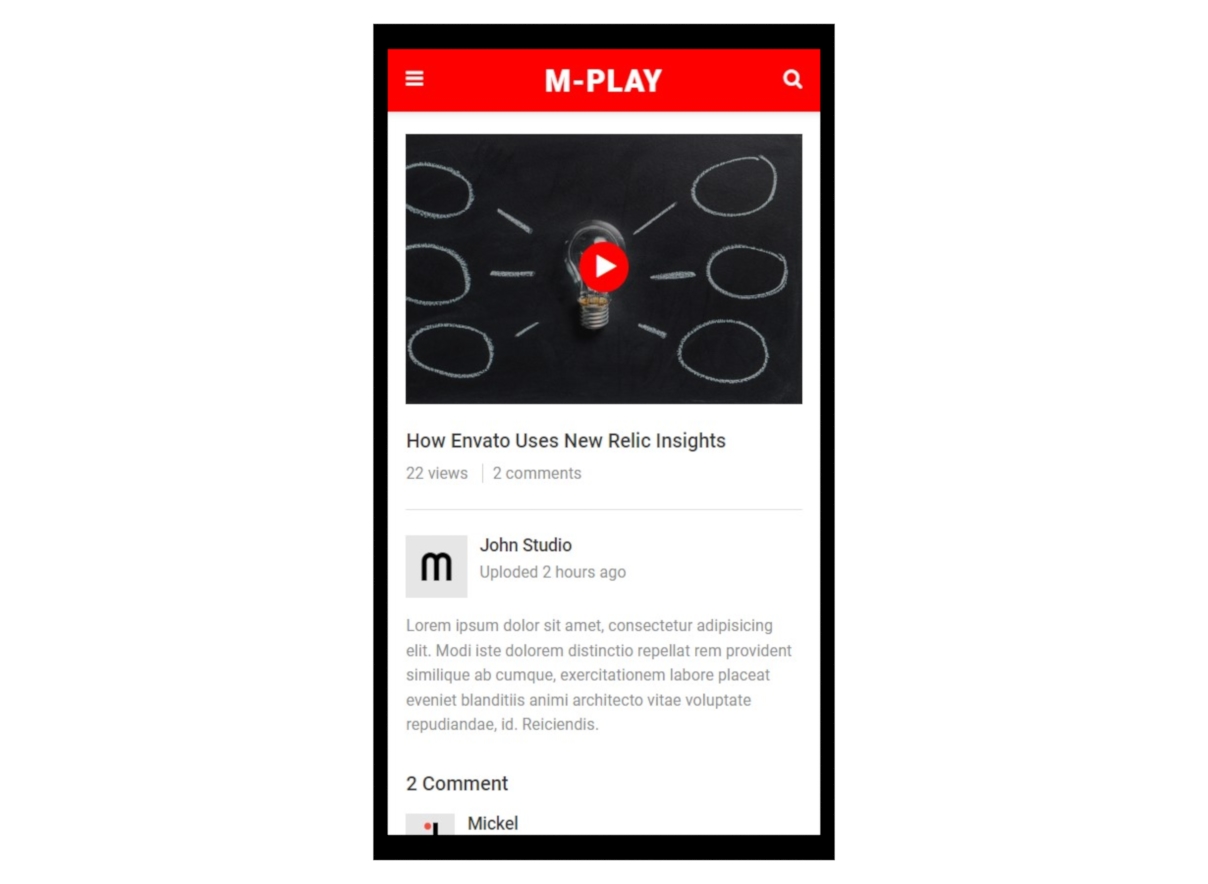 M-PLAY
How Envato Uses New Relic Insights
22 views | 2 comments
m
John Studio
Uploded 2 hours ago
Lorem ipsum dolor sit amet, consectetur adipisicing
elit. Modi iste dolorem distinctio repellat rem provident
similique ab cumque, exercitationem labore placeat
eveniet blanditiis animi architecto vitae voluptate
repudiandae, id. Reiciendis.
2 Comment
Mickel